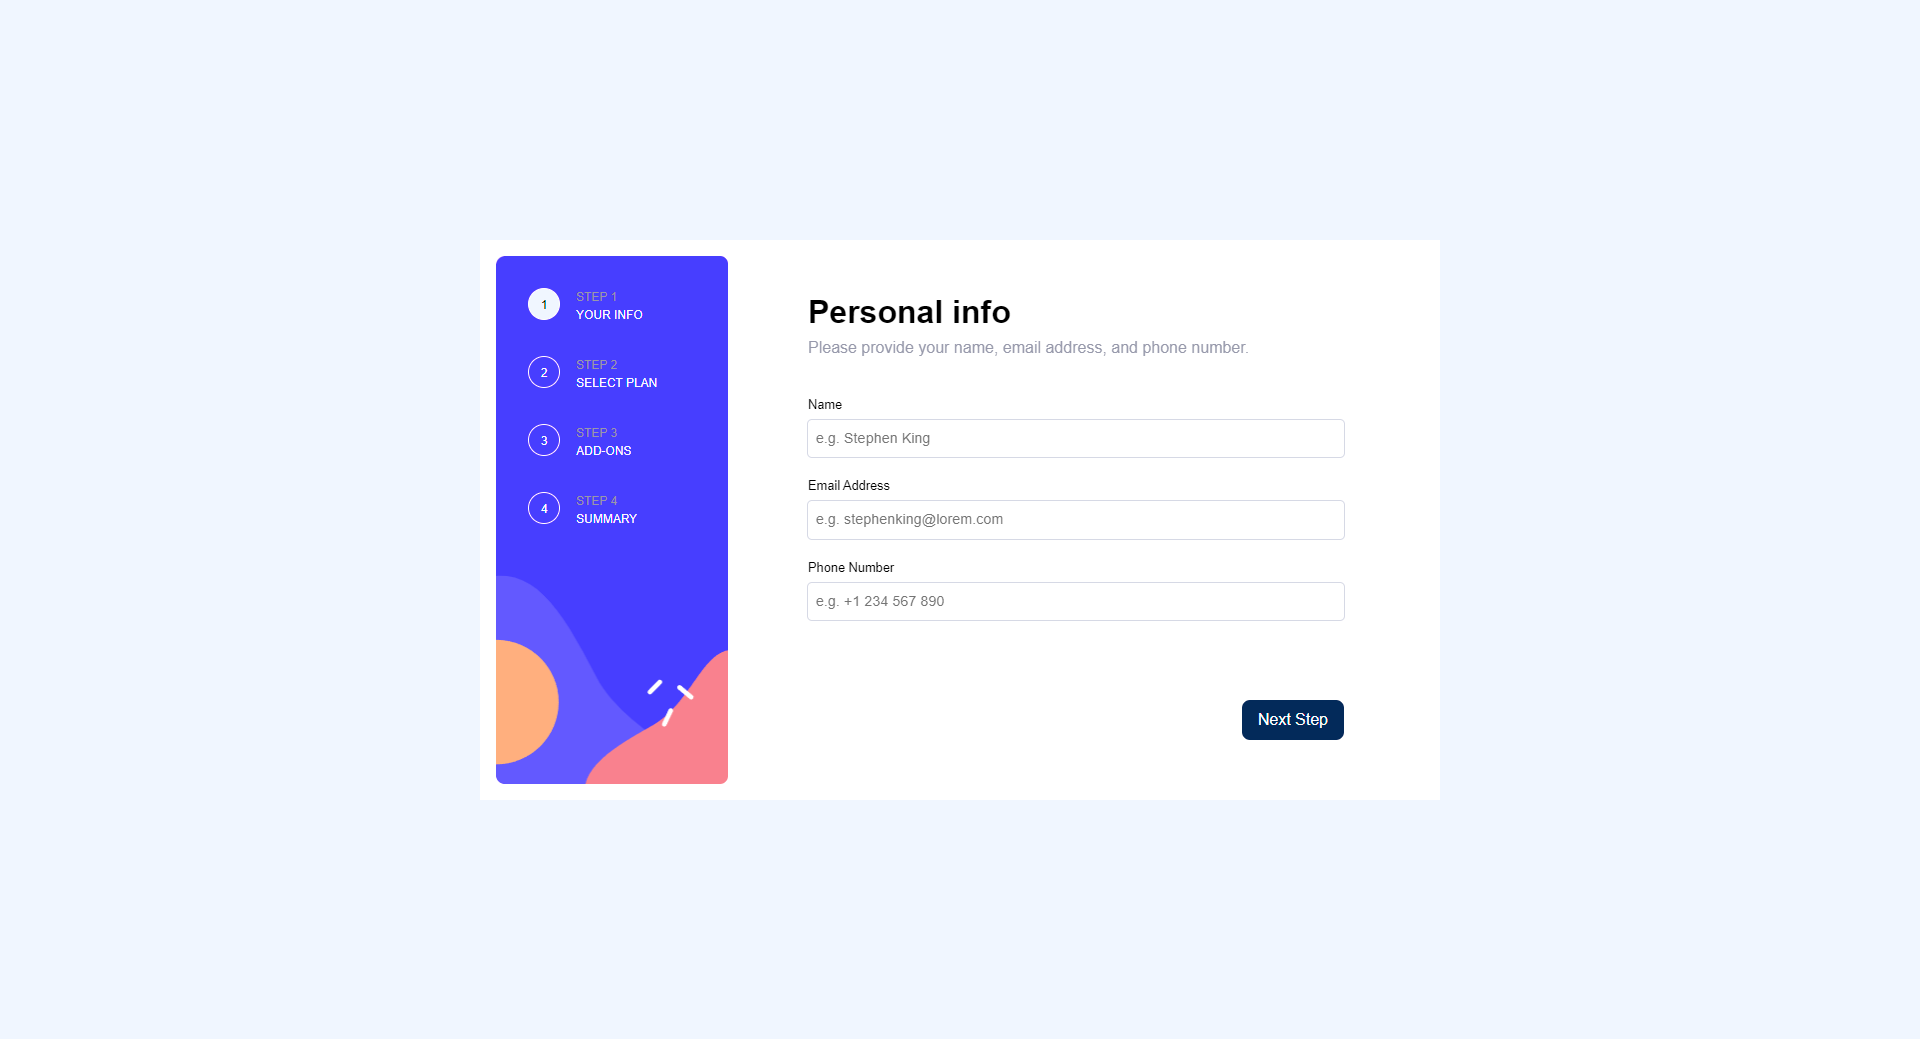 1
STEP 1
YOUR INFO
2
STEP 2
SELECT PLAN
3
STEP 3
ADD-ONS
4
STEP 4
SUMMARY
Personal info
Please provide your name, email address, and phone number.
Name
e.g. Stephen King
Email Address
e.g. stephenking@lorem.com
Phone Number
e.g. +1 234 567 890
Next Step